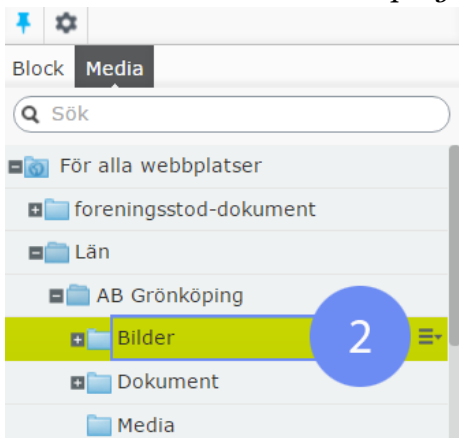 Block Media
Sök
För alla webbplatser
foreningsstod-dokument
Län
AB Grönköping
Bilder 2
Dokument
Media